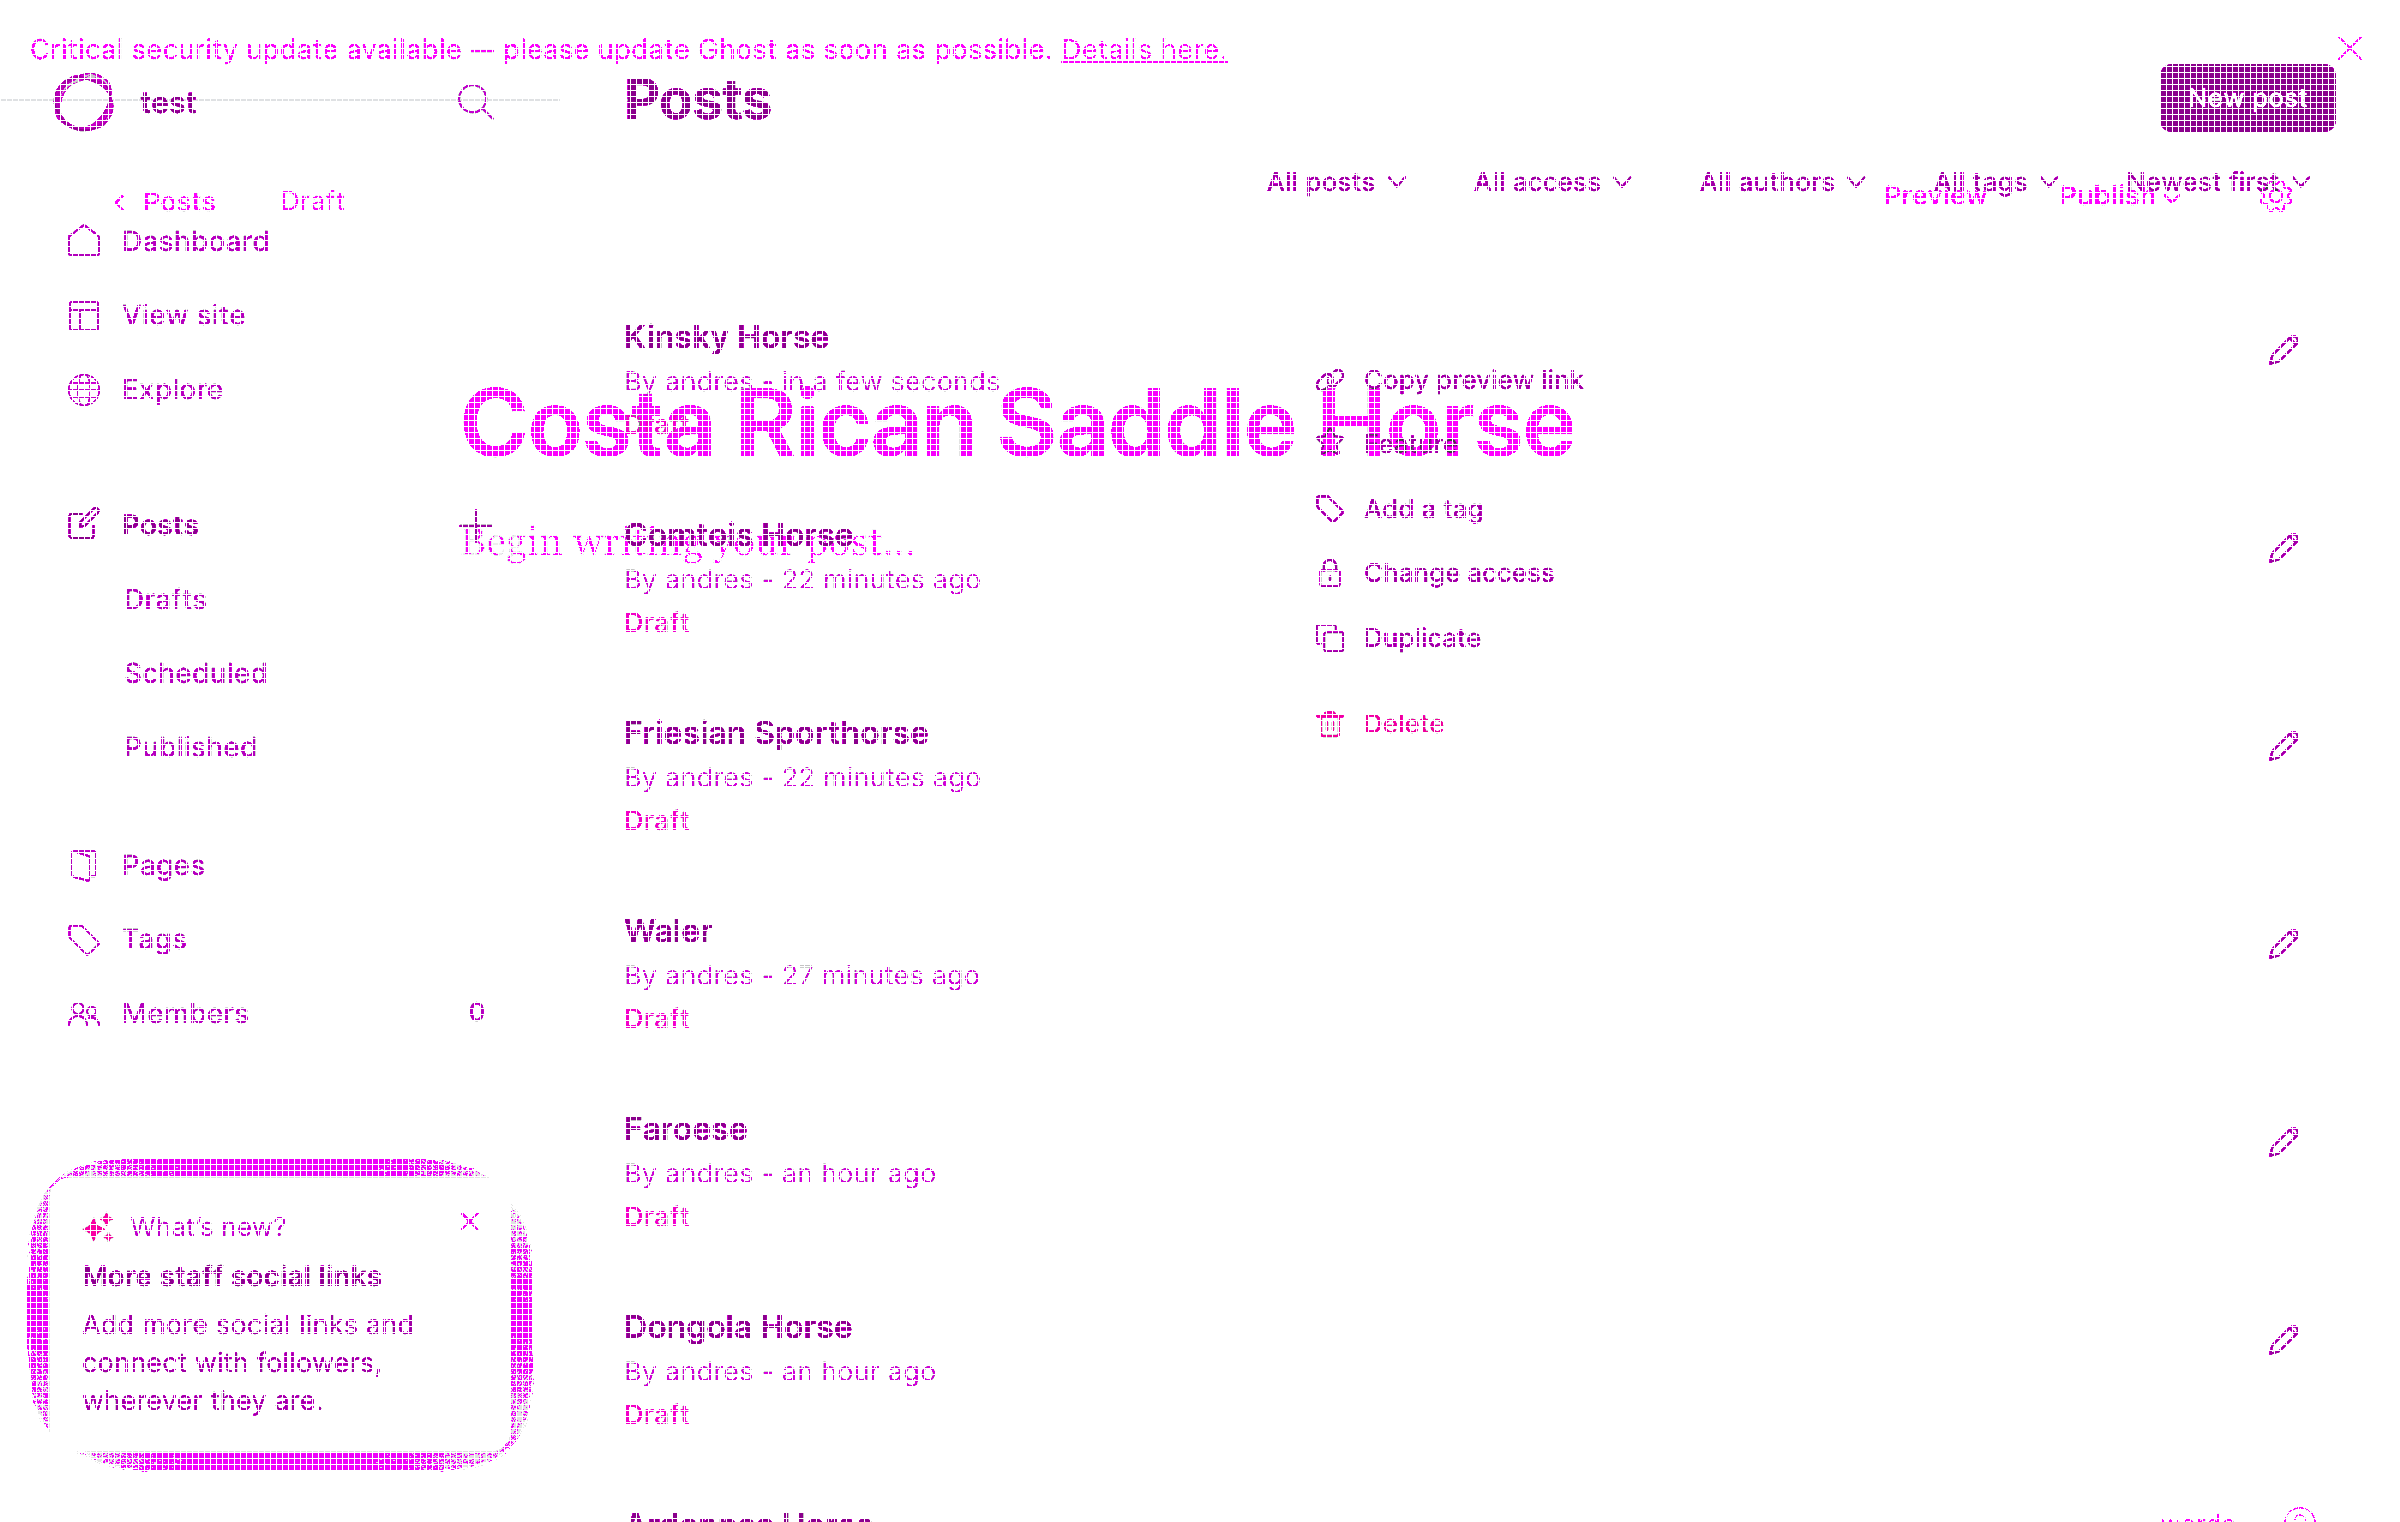 Critical security update available — please update Ghost as soon as possible. Details here.
test
Posts
New post
All posts
All access
All authors
All tags
Newest first
Posts
Draft
Preview
Publish
Dashboard
View site
Explore
Posts
Drafts
Scheduled
Published
Pages
Tags
Members
0
Kinsky Horse
By andres - in a few seconds
Draft
Costa Rican Saddle Horse
Begin writing your post...
Comtois Horse
By andres - 22 minutes ago
Draft
Friesian Sporthorse
By andres - 22 minutes ago
Draft
Waler
By andres - 27 minutes ago
Draft
Faroese
By andres - an hour ago
Draft
Dongola Horse
By andres - an hour ago
Draft
Copy preview link
Feature
Add a tag
Change access
Duplicate
Delete
What's new?
More staff social links
Add more social links and
connect with followers,
wherever they are.
Ardennes Horse
words